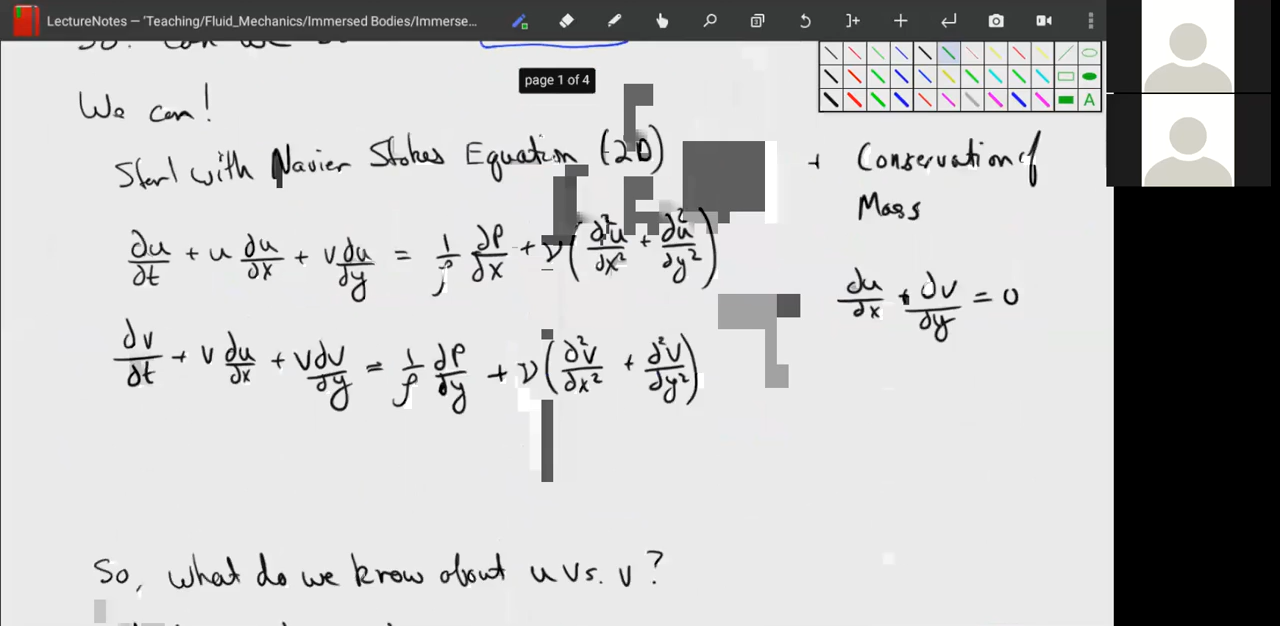 LectureNotes — 'Teaching/Fluid_Mechanics/Immersed Bodies/Immerse...
page 1 of 4
We can!
Start with Navier Stokes Equation (2D)
+ Conservation of
Mass
∂u/∂t + u ∂u/∂x + v ∂u/∂y = 1/ρ ∂P/∂x + ν(∂²u/∂x² + ∂²u/∂y²)
∂u/∂x + ∂v/∂y = 0
∂v/∂t + v ∂u/∂x + v ∂v/∂y = 1/ρ ∂P/∂y + ν(∂²v/∂x² + ∂²v/∂y²)
So, what do we know about u vs. v?